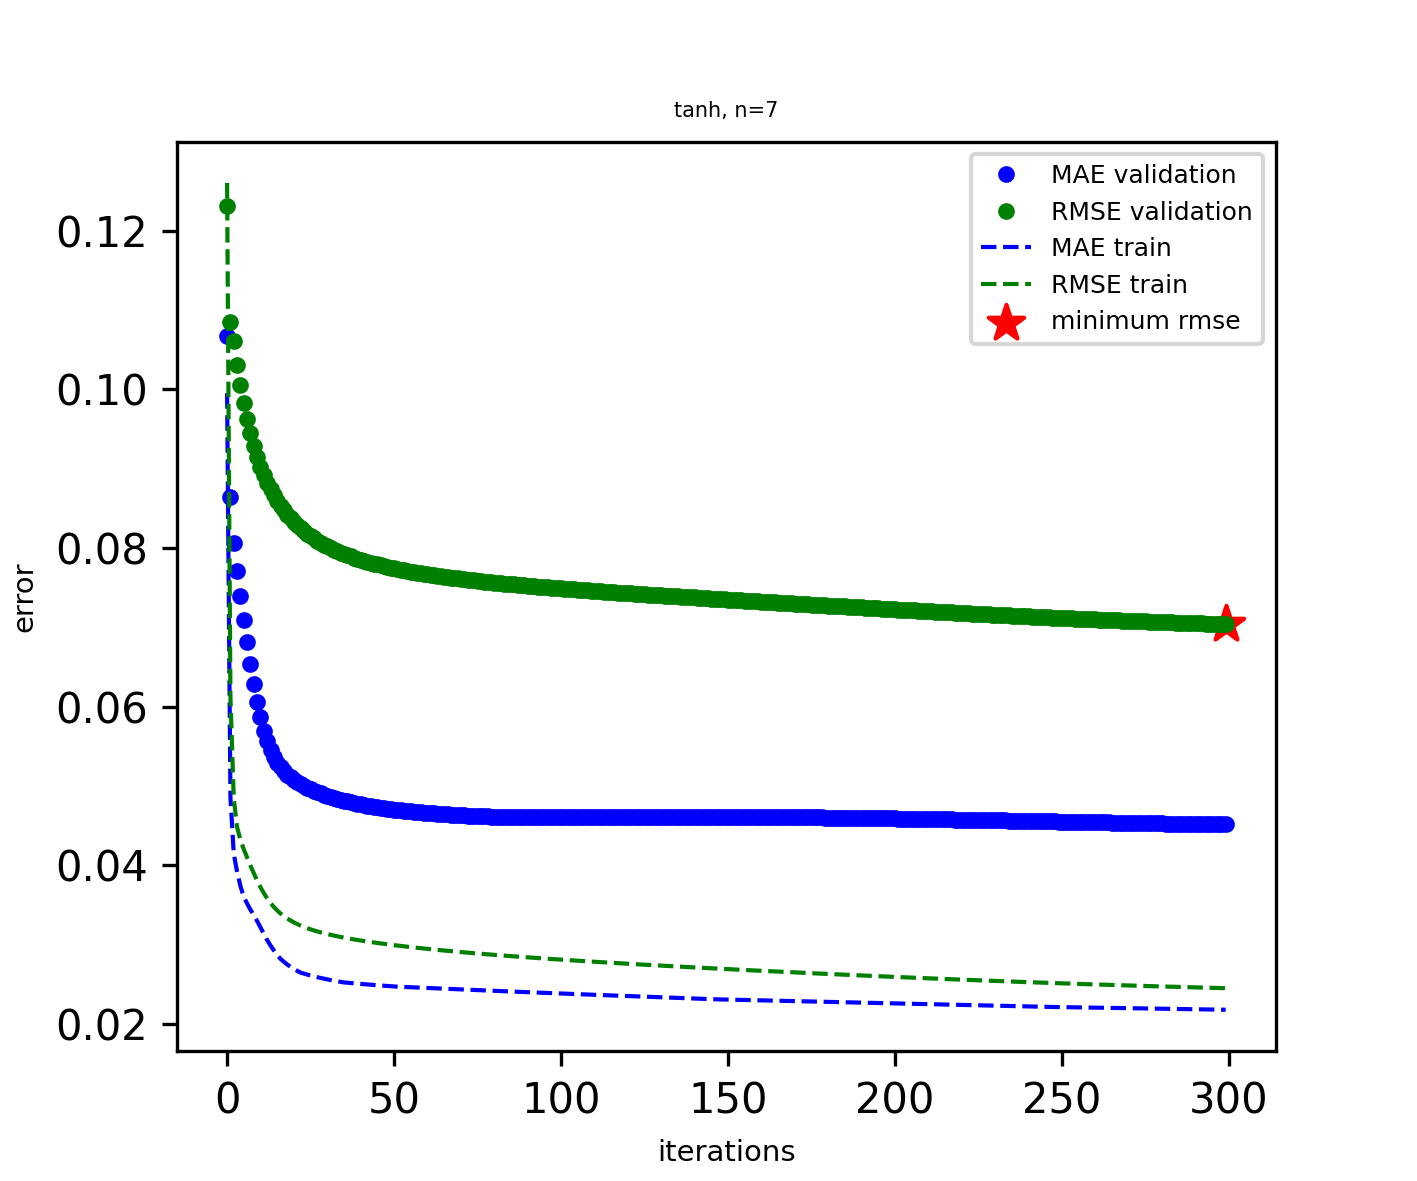 tanh, n=7
MAE validation
RMSE validation
MAE train
RMSE train
minimum rmse
0.12
0.10
0.08
0.06
0.04
0.02
error
0 50 100 150 200 250 300
iterations